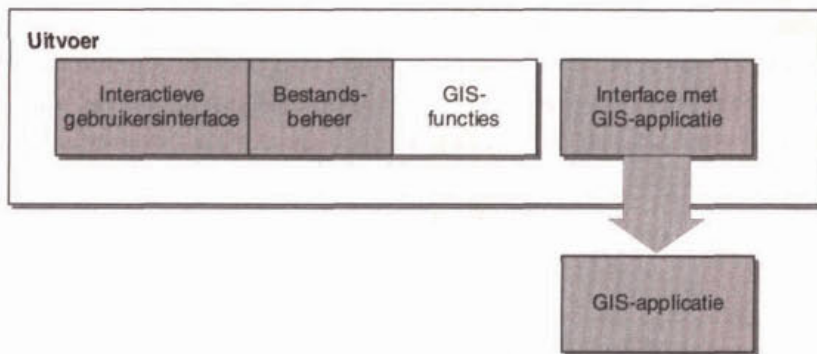 Uitvoer
Interactieve
gebruikersinterface
Bestands-
beheer
GIS-
functies
Interface met
GIS-applicatie
GIS-applicatie